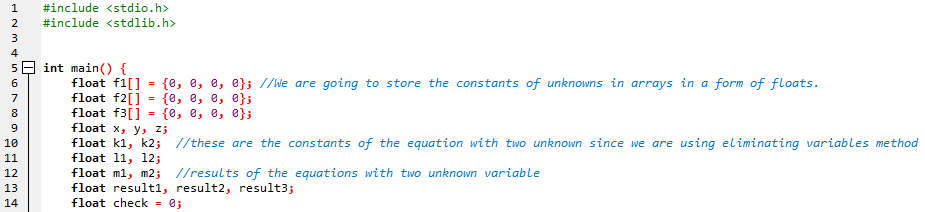 1 #include <stdio.h>
2 #include <stdlib.h>
3
4
5 int main() {
6 float f1[] = {0, 0, 0, 0}; //We are going to store the constants of unknowns in arrays in a form of floats.
7 float f2[] = {0, 0, 0, 0};
8 float f3[] = {0, 0, 0, 0};
9 float x, y, z;
10 float k1, k2; //these are the constants of the equation with two unknown since we are using eliminating variables method
11 float l1, l2;
12 float m1, m2; //results of the equations with two unknown variable
13 float result1, result2, result3;
14 float check = 0;